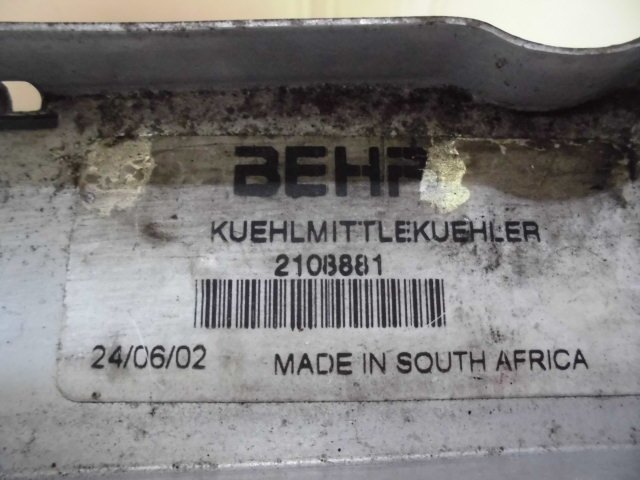 BEHR
KUEHLMITTLEKUEHLER
2108881
24/06/02
MADE IN SOUTH AFRICA